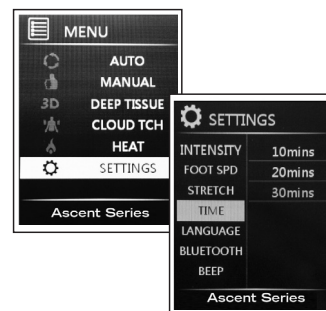 MENU
AUTO
MANUAL
3D DEEP TISSUE
CLOUD TCH
HEAT
SETTINGS
Ascent Series
SETTINGS
INTENSITY 10mins
FOOT SPD 20mins
STRETCH 30mins
TIME
LANGUAGE
BLUETOOTH
BEEP
Ascent Series